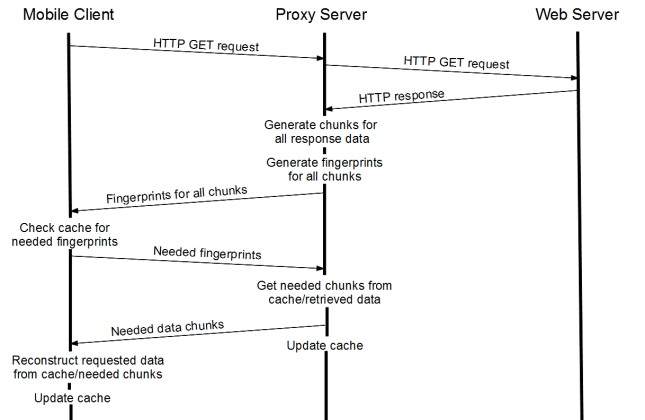 Mobile Client
Proxy Server
Web Server
HTTP GET request
HTTP GET request
HTTP response
Generate chunks for
all response data
Generate fingerprints
for all chunks
Fingerprints for all chunks
Check cache for
needed fingerprints
Needed fingerprints
Get needed chunks from
cache/retrieved data
Needed data chunks
Update cache
Reconstruct requested data
from cache/needed chunks
Update cache